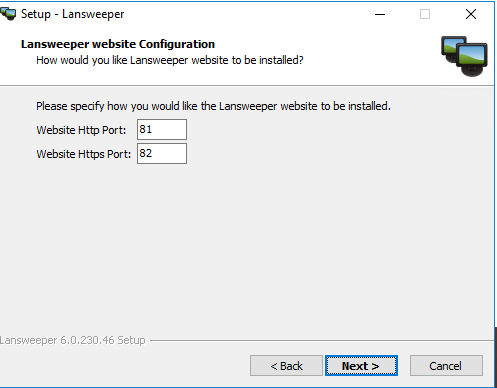 Setup - Lansweeper
Lansweeper website Configuration
How would you like Lansweeper website to be installed?
Please specify how you would like the Lansweeper website to be installed.
Website Http Port: 81
Website Https Port: 82
Lansweeper 6.0.230.46 Setup
< Back Next > Cancel